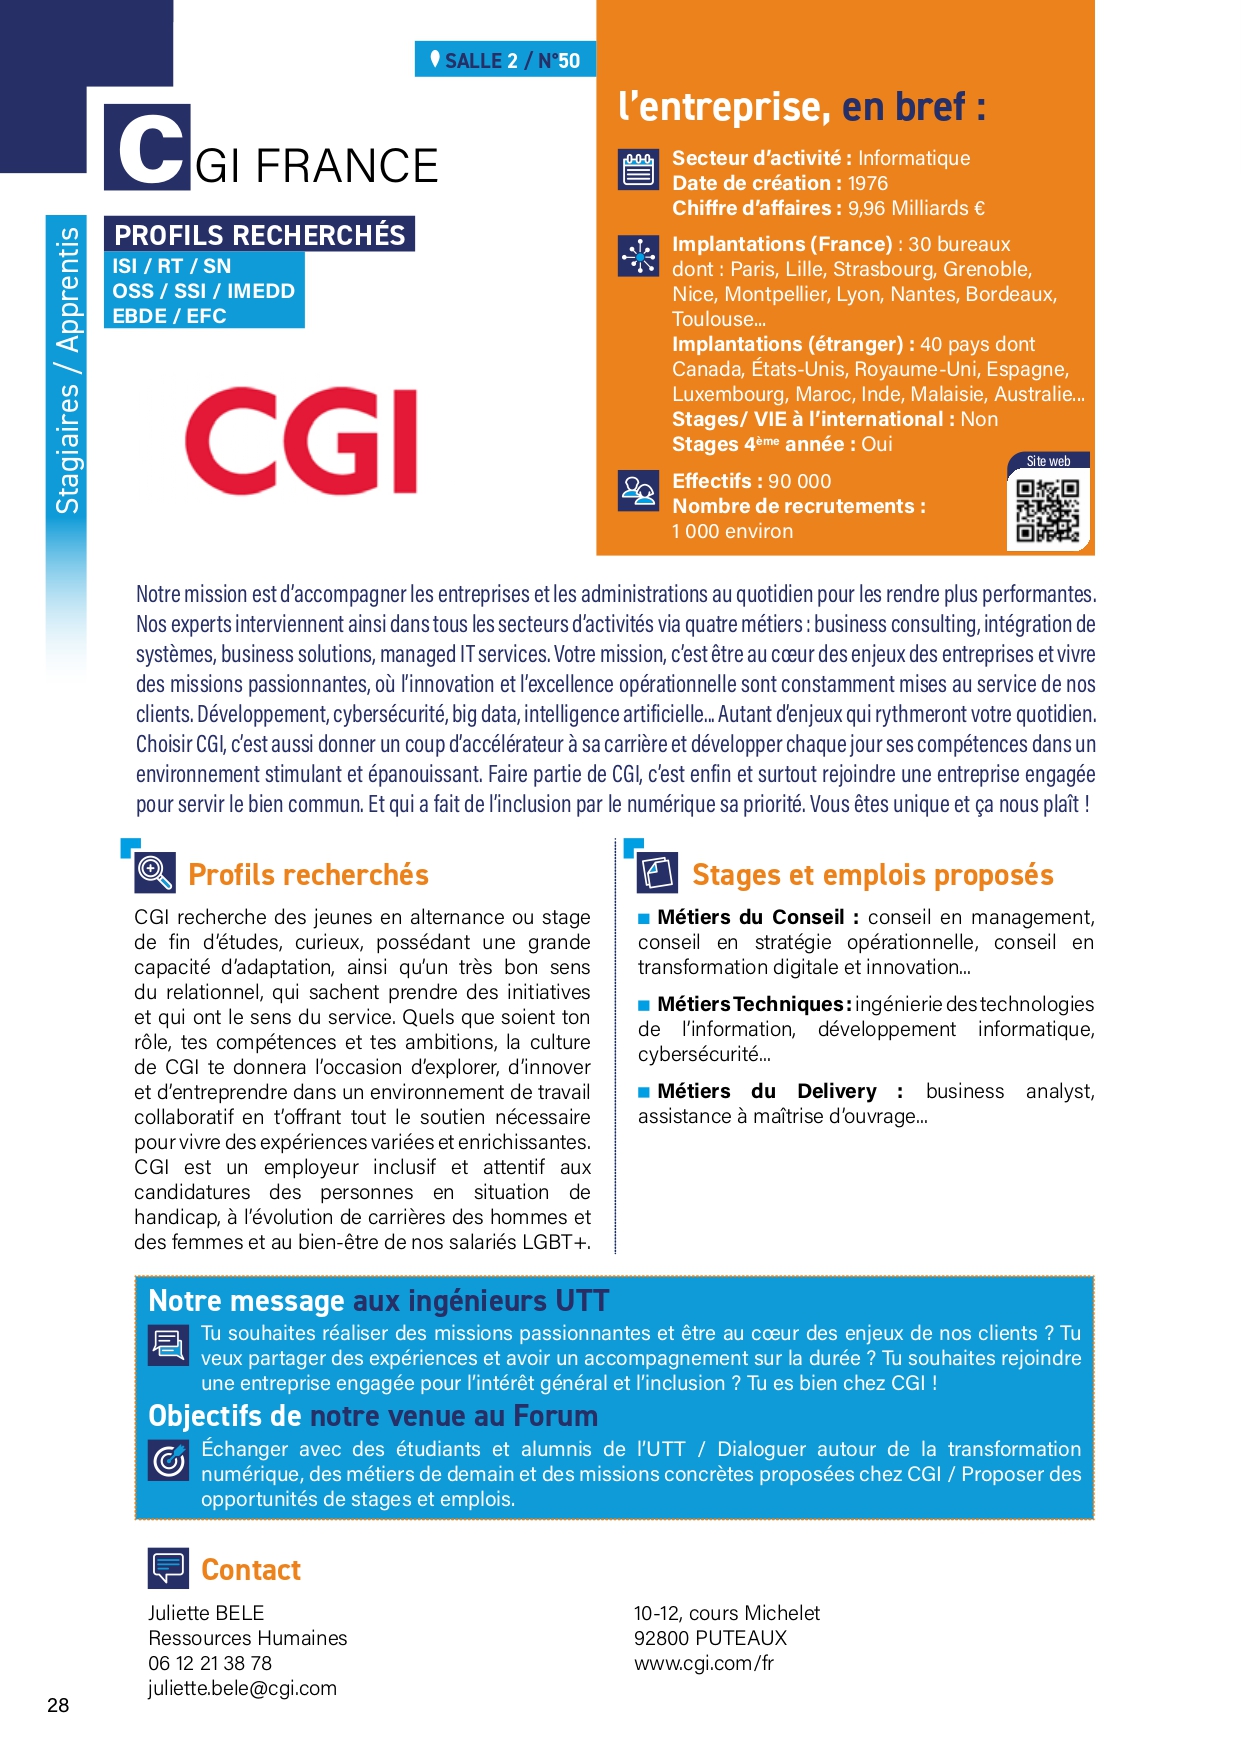 SALLE 2 / N°50
CGI FRANCE
PROFILS RECHERCHÉS
ISI / RT / SN
OSS / SSI / IMEDD
EBDE / EFC
Stagiaires / Apprentis
CGI
l'entreprise, en bref :
Secteur d'activité : Informatique
Date de création : 1976
Chiffre d'affaires : 9,96 Milliards €
Implantations (France) : 30 bureaux
dont : Paris, Lille, Strasbourg, Grenoble,
Nice, Montpellier, Lyon, Nantes, Bordeaux,
Toulouse...
Implantations (étranger) : 40 pays dont
Canada, États-Unis, Royaume-Uni, Espagne,
Luxembourg, Maroc, Inde, Malaisie, Australie...
Stages/ VIE à l'international : Non
Stages 4ème année : Oui
Effectifs : 90 000
Nombre de recrutements :
1 000 environ
Site web
Notre mission est d'accompagner les entreprises et les administrations au quotidien pour les rendre plus performantes.
Nos experts interviennent ainsi dans tous les secteurs d'activités via quatre métiers : business consulting, intégration de
systèmes, business solutions, managed IT services. Votre mission, c'est être au cœur des enjeux des entreprises et vivre
des missions passionnantes, où l'innovation et l'excellence opérationnelle sont constamment mises au service de nos
clients. Développement, cybersécurité, big data, intelligence artificielle... Autant d'enjeux qui rythmeront votre quotidien.
Choisir CGI, c'est aussi donner un coup d'accélérateur à sa carrière et développer chaque jour ses compétences dans un
environnement stimulant et épanouissant. Faire partie de CGI, c'est enfin et surtout rejoindre une entreprise engagée
pour servir le bien commun. Et qui a fait de l'inclusion par le numérique sa priorité. Vous êtes unique et ça nous plaît !
Profils recherchés
CGI recherche des jeunes en alternance ou stage
de fin d'études, curieux, possédant une grande
capacité d'adaptation, ainsi qu'un très bon sens
du relationnel, qui sachent prendre des initiatives
et qui ont le sens du service. Quels que soient ton
rôle, tes compétences et tes ambitions, la culture
de CGI te donnera l'occasion d'explorer, d'innover
et d'entreprendre dans un environnement de travail
collaboratif en t'offrant tout le soutien nécessaire
pour vivre des expériences variées et enrichissantes.
CGI est un employeur inclusif et attentif aux
candidatures des personnes en situation de
handicap, à l'évolution de carrières des hommes et
des femmes et au bien-être de nos salariés LGBT+.
Stages et emplois proposés
Métiers du Conseil : conseil en management,
conseil en stratégie opérationnelle, conseil en
transformation digitale et innovation...
Métiers Techniques : ingénierie des technologies
de l'information, développement informatique,
cybersécurité...
Métiers du Delivery : business analyst,
assistance à maîtrise d'ouvrage...
Notre message aux ingénieurs UTT
Tu souhaites réaliser des missions passionnantes et être au cœur des enjeux de nos clients ? Tu
veux partager des expériences et avoir un accompagnement sur la durée ? Tu souhaites rejoindre
une entreprise engagée pour l'intérêt général et l'inclusion ? Tu es bien chez CGI !
Objectifs de notre venue au Forum
Échanger avec des étudiants et alumnis de l'UTT / Dialoguer autour de la transformation
numérique, des métiers de demain et des missions concrètes proposées chez CGI / Proposer des
opportunités de stages et emplois.
Contact
Juliette BELE
Ressources Humaines
06 12 21 38 78
juliette.bele@cgi.com
10-12, cours Michelet
92800 PUTEAUX
www.cgi.com/fr
28